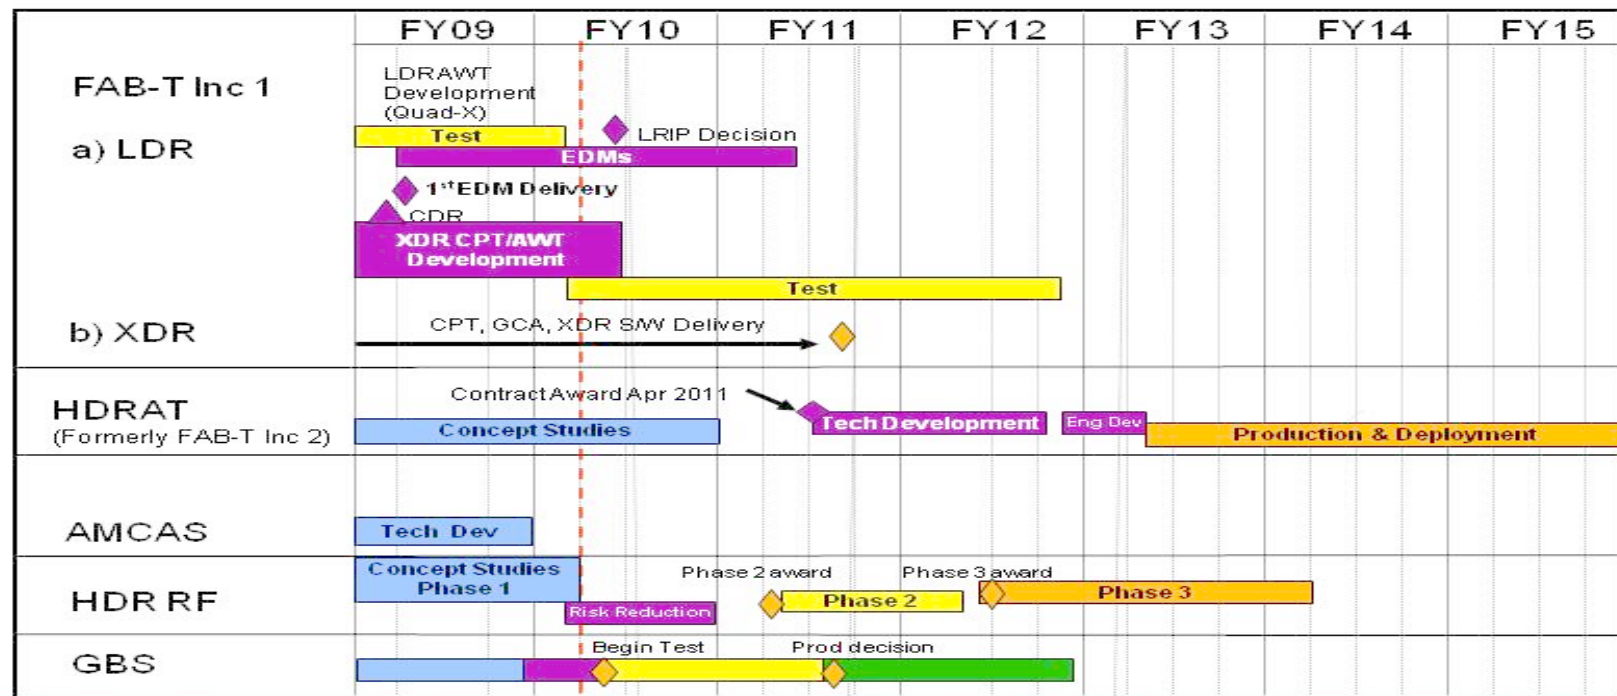 FY09 FY10 FY11 FY12 FY13 FY14 FY15
FAB-T Inc 1
LDRAWT
Development
(Quad-X)
Test
LRIP Decision
a) LDR
EDMs
1st EDM Delivery
CDR
XDR CPT/AWT
Development
Test
CPT, GCA, XDR S/W Delivery
b) XDR
Contract Award Apr 2011
HDRAT
(Formerly FAB-T Inc 2)
Concept Studies
Tech Development
Eng Dev
Production & Deployment
AMCAS
Tech Dev
HDR RF
Concept Studies
Phase 1
Risk Reduction
Phase 2 award
Phase 2
Phase 3 award
Phase 3
GBS
Begin Test
Prod decision